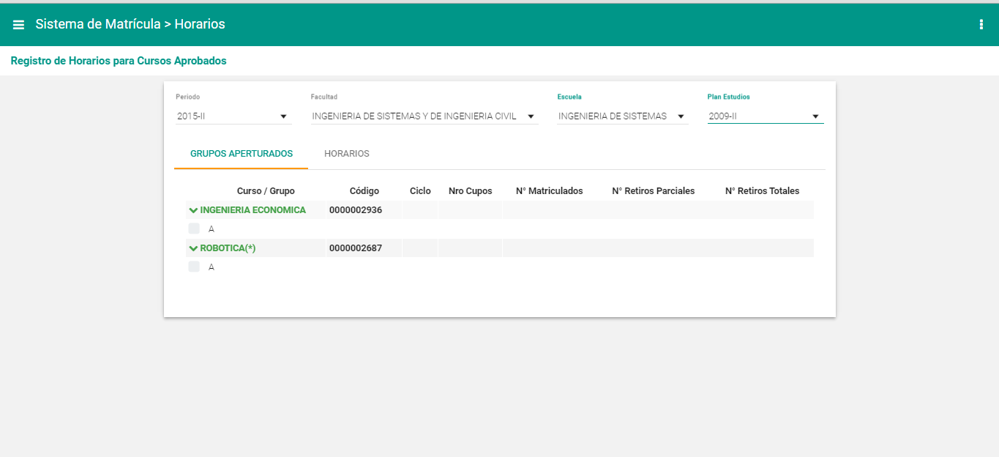 Sistema de Matrícula > Horarios
Registro de Horarios para Cursos Aprobados
Periodo Facultad Escuela Plan Estudios
2015-II INGENIERIA DE SISTEMAS Y DE INGENIERIA CIVIL INGENIERIA DE SISTEMAS 2009-II
GRUPOS APERTURADOS HORARIOS
Curso / Grupo Código Ciclo Nro Cupos N° Matriculados N° Retiros Parciales N° Retiros Totales
INGENIERIA ECONOMICA 0000002936
A
ROBOTICA(*) 0000002687
A